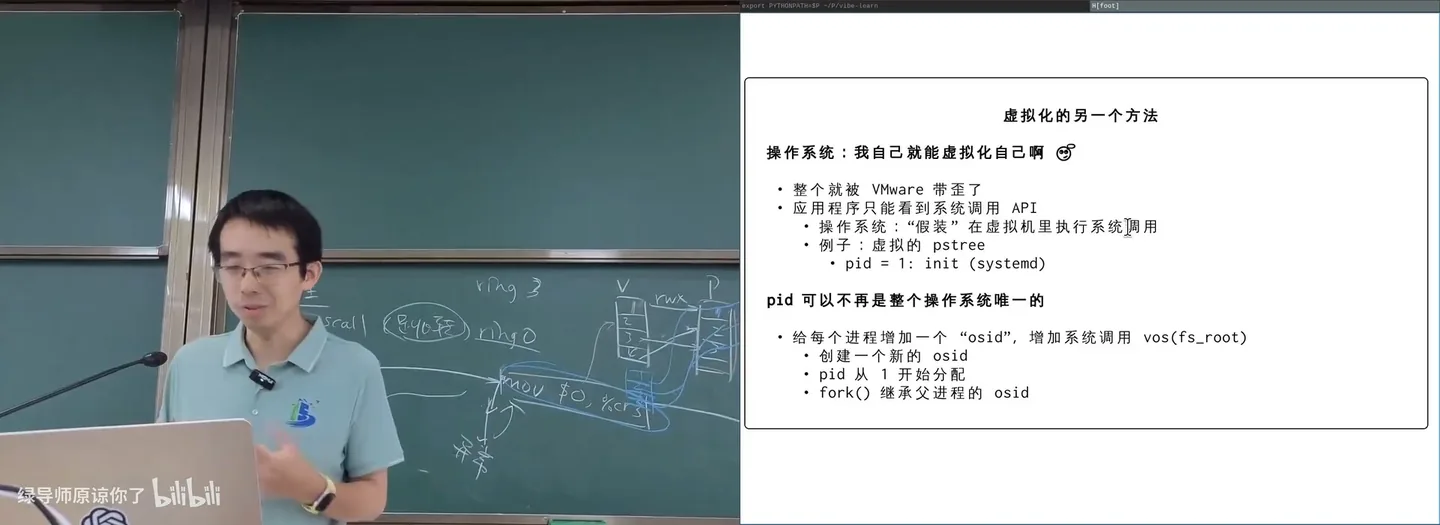 export PYTHONPATH=$P ~/P/vibe-learn
H[foot]
虚拟化的另一个方法
操作系统：我自己就能虚拟化自己啊
• 整个就被 VMware 带歪了
• 应用程序只能看到系统调用 API
• 操作系统：“假装”在虚拟机里执行系统调用
• 例子：虚拟的 pstree
• pid = 1: init (systemd)
pid 可以不再是整个操作系统唯一的
• 给每个进程增加一个 “osid”, 增加系统调用 vos(fs_root)
• 创建一个新的 osid
• pid 从 1 开始分配
• fork() 继承父进程的 osid
ring 3
V
P
rwx
scall
ring 0
1
2
3
4
mov $0, %cr3
绿导师原谅你了 bilibili